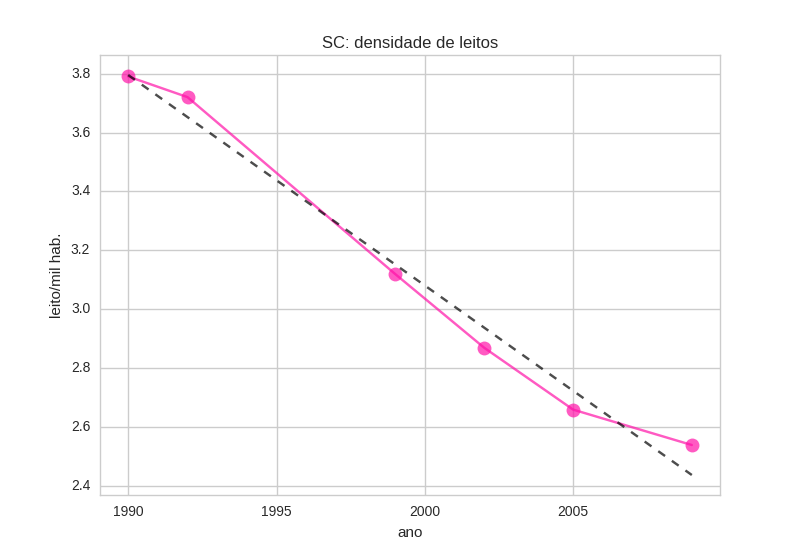 SC: densidade de leitos
3.8
3.6
3.4
3.2
3.0
2.8
2.6
2.4
leito/mil hab.
1990 1995 2000 2005
ano